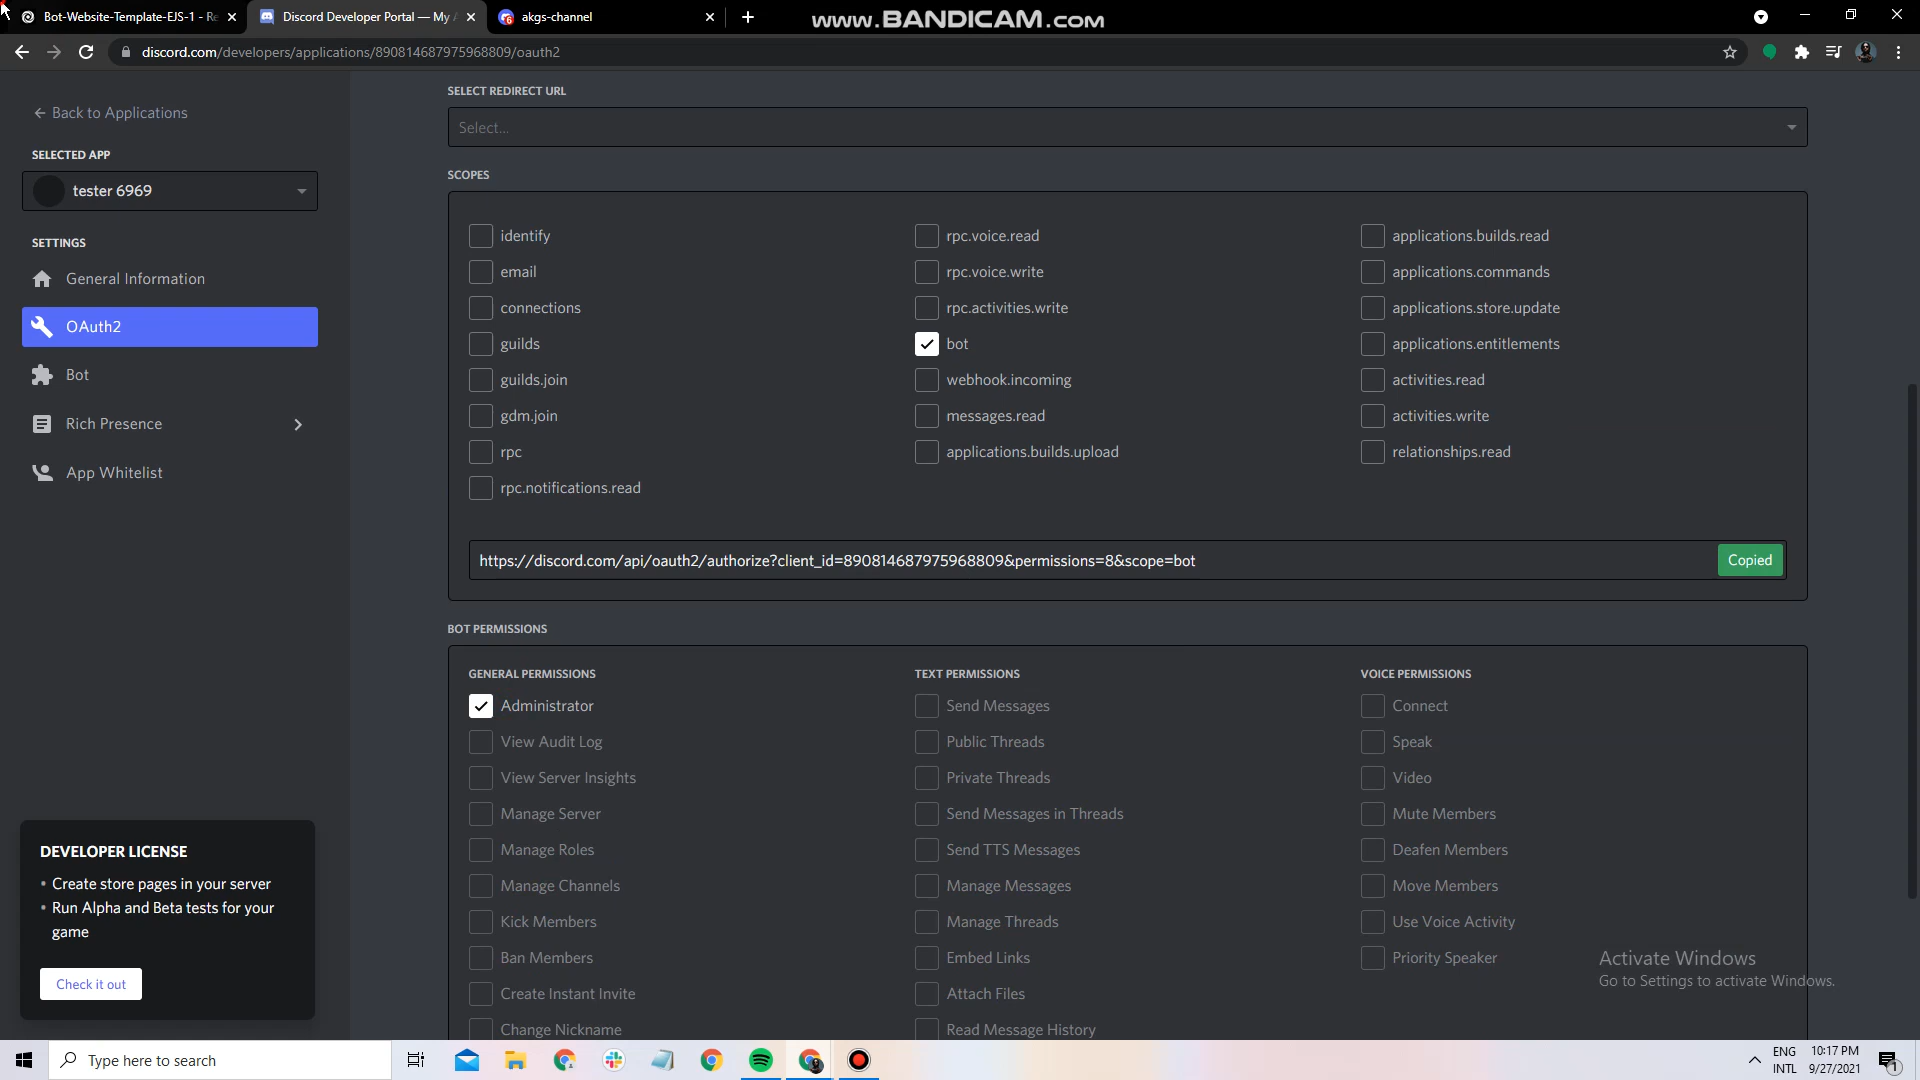 Bot-Website-Template-EJS-1 - Re
Discord Developer Portal — My A
akgs-channel
www.BANDICAM.com
discord.com/developers/applications/890814687975968809/oauth2
Back to Applications
SELECTED APP
tester 6969
SETTINGS
General Information
OAuth2
Bot
Rich Presence
App Whitelist
DEVELOPER LICENSE
• Create store pages in your server
• Run Alpha and Beta tests for your
game
Check it out
SELECT REDIRECT URL
Select...
SCOPES
identify
email
connections
guilds
guilds.join
gdm.join
rpc
rpc.notifications.read
rpc.voice.read
rpc.voice.write
rpc.activities.write
bot
webhook.incoming
messages.read
applications.builds.upload
applications.builds.read
applications.commands
applications.store.update
applications.entitlements
activities.read
activities.write
relationships.read
https://discord.com/api/oauth2/authorize?client_id=890814687975968809&permissions=8&scope=bot
Copied
BOT PERMISSIONS
GENERAL PERMISSIONS
Administrator
View Audit Log
View Server Insights
Manage Server
Manage Roles
Manage Channels
Kick Members
Ban Members
Create Instant Invite
Change Nickname
TEXT PERMISSIONS
Send Messages
Public Threads
Private Threads
Send Messages in Threads
Send TTS Messages
Manage Messages
Manage Threads
Embed Links
Attach Files
Read Message History
VOICE PERMISSIONS
Connect
Speak
Video
Mute Members
Deafen Members
Move Members
Use Voice Activity
Priority Speaker
Activate Windows
Go to Settings to activate Windows.
Type here to search
ENG
INTL
10:17 PM
9/27/2021
1